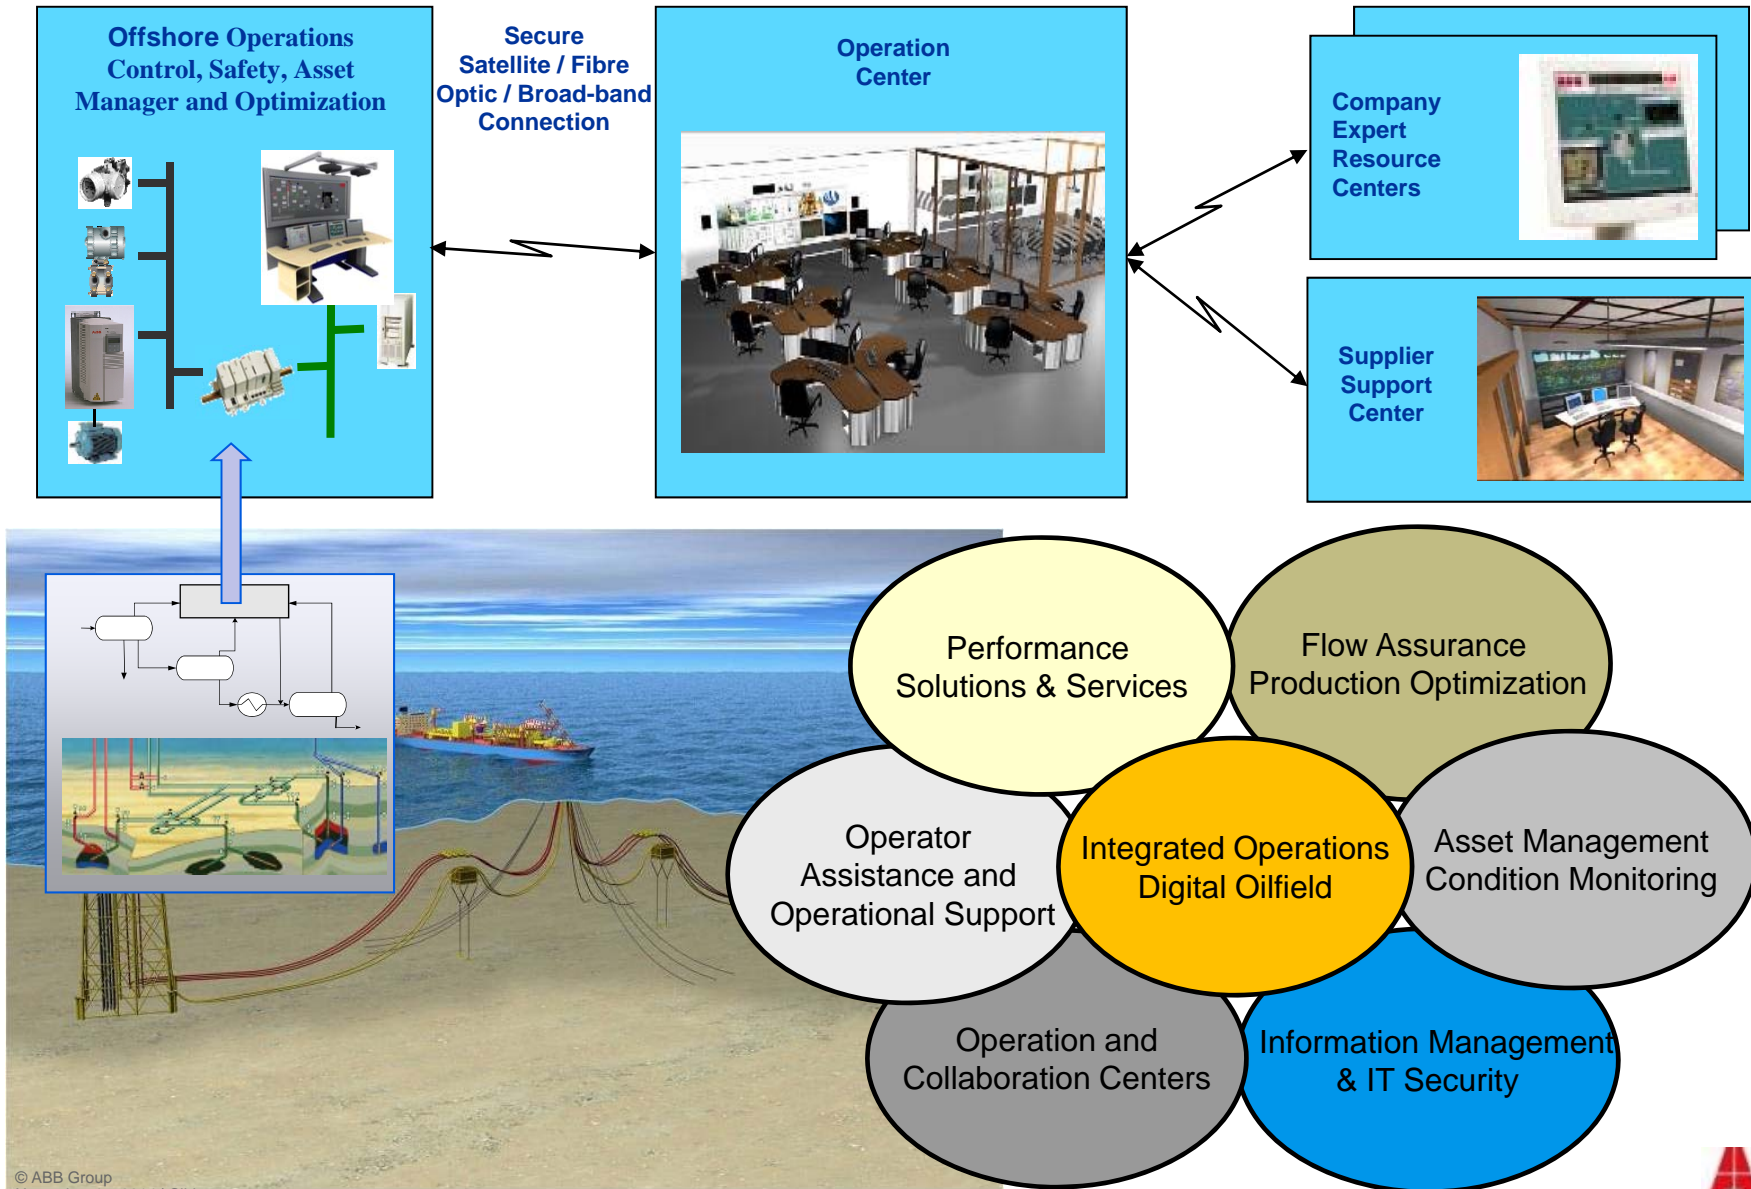 Offshore Operations
Control, Safety, Asset
Manager and Optimization
Secure
Satellite / Fibre
Optic / Broad-band
Connection
Operation
Center
Company
Expert
Resource
Centers
Supplier
Support
Center
Performance
Solutions & Services
Flow Assurance
Production Optimization
Operator
Assistance and
Operational Support
Integrated Operations
Digital Oilfield
Asset Management
Condition Monitoring
Operation and
Collaboration Centers
Information Management
& IT Security
© ABB Group